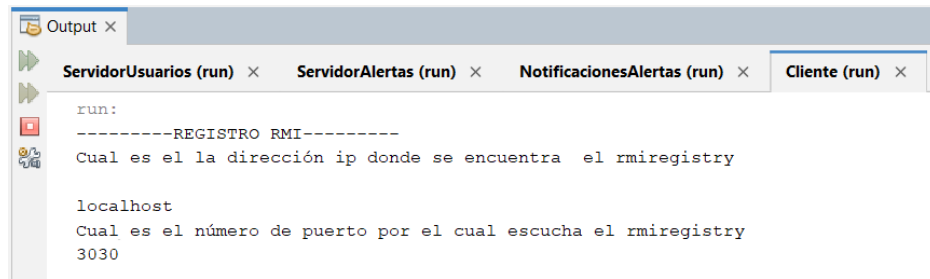 Output ×
ServidorUsuarios (run) × ServidorAlertas (run) × NotificacionesAlertas (run) × Cliente (run) ×
run:
---------REGISTRO RMI---------
Cual es el la dirección ip donde se encuentra  el rmiregistry
localhost
Cual es el número de puerto por el cual escucha el rmiregistry
3030